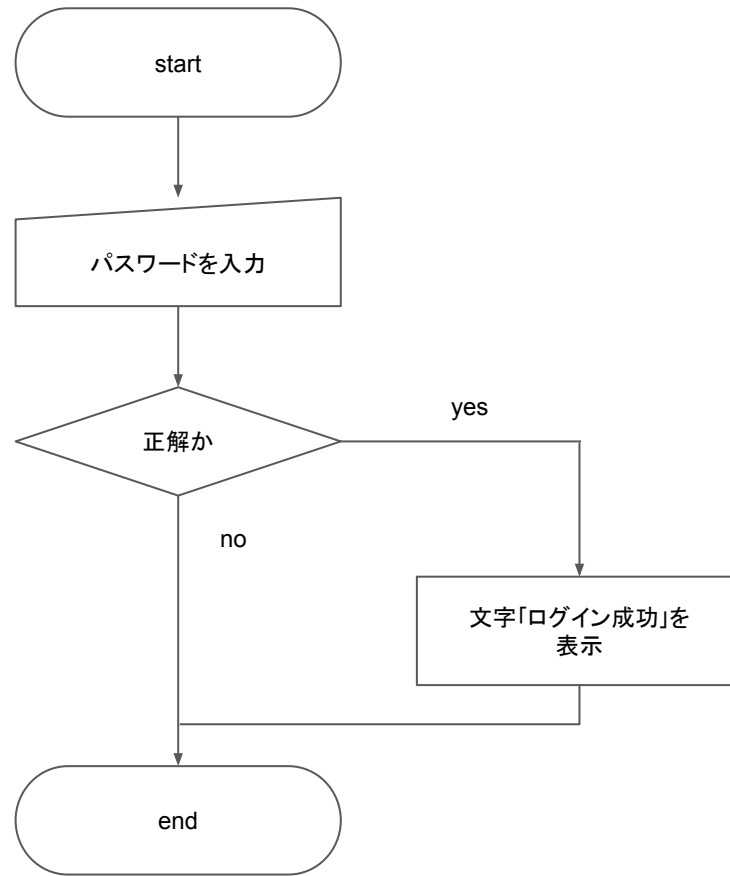 start
パスワードを入力
正解か
yes
no
文字「ログイン成功」を
表示
end